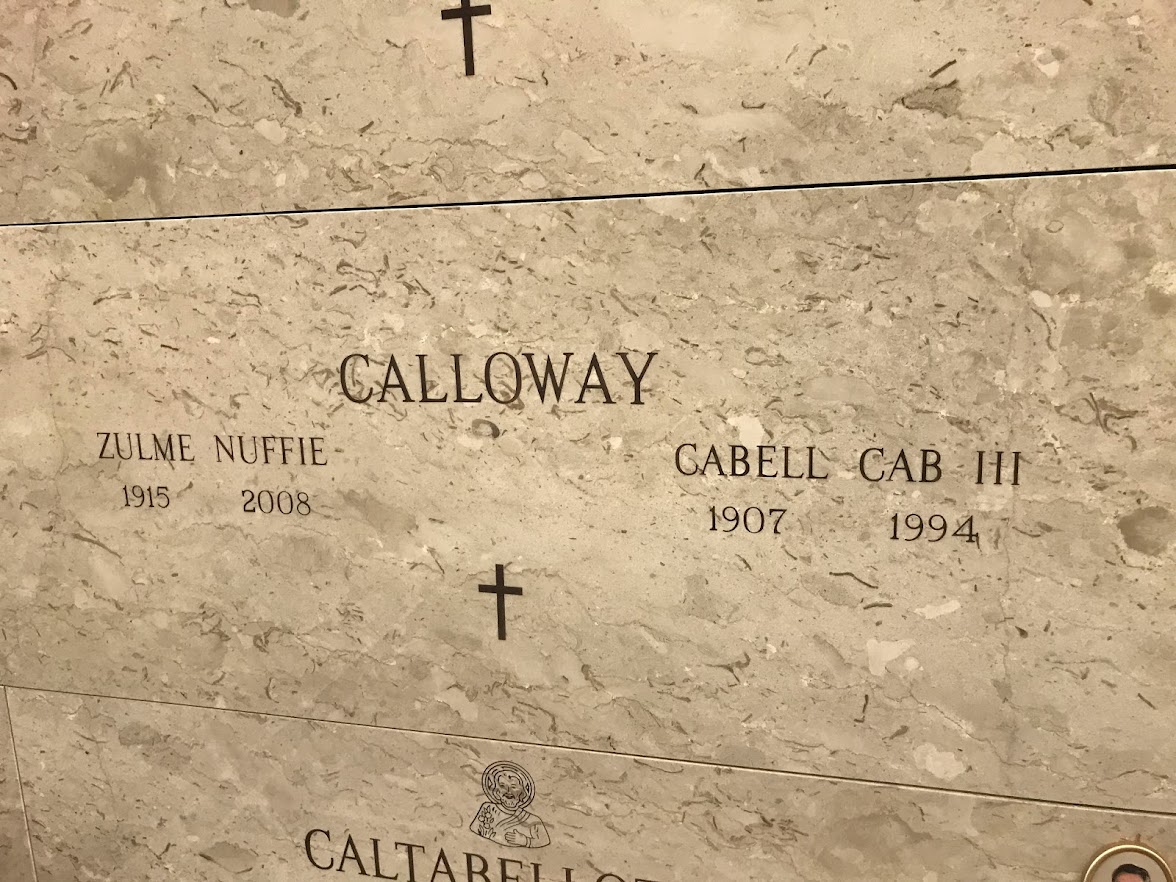 CALLOWAY
ZULME NUFFIE
1915 2008
CABELL CAB III
1907 1994